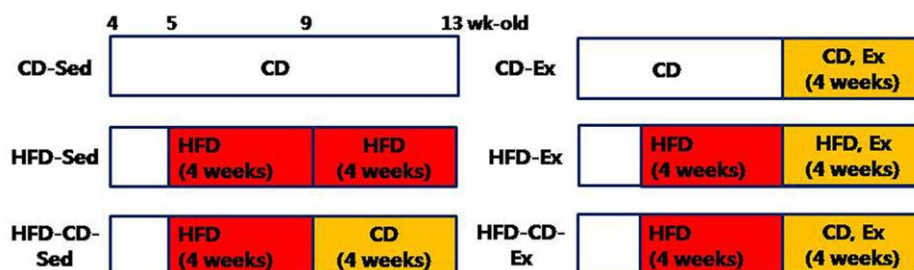 4 5 9 13 wk-old
CD-Sed
CD
CD-Ex
CD
CD, Ex
(4 weeks)
HFD-Sed
HFD
(4 weeks)
HFD
(4 weeks)
HFD-Ex
HFD
(4 weeks)
HFD, Ex
(4 weeks)
HFD-CD-
Sed
HFD
(4 weeks)
CD
(4 weeks)
HFD-CD-
Ex
HFD
(4 weeks)
CD, Ex
(4 weeks)